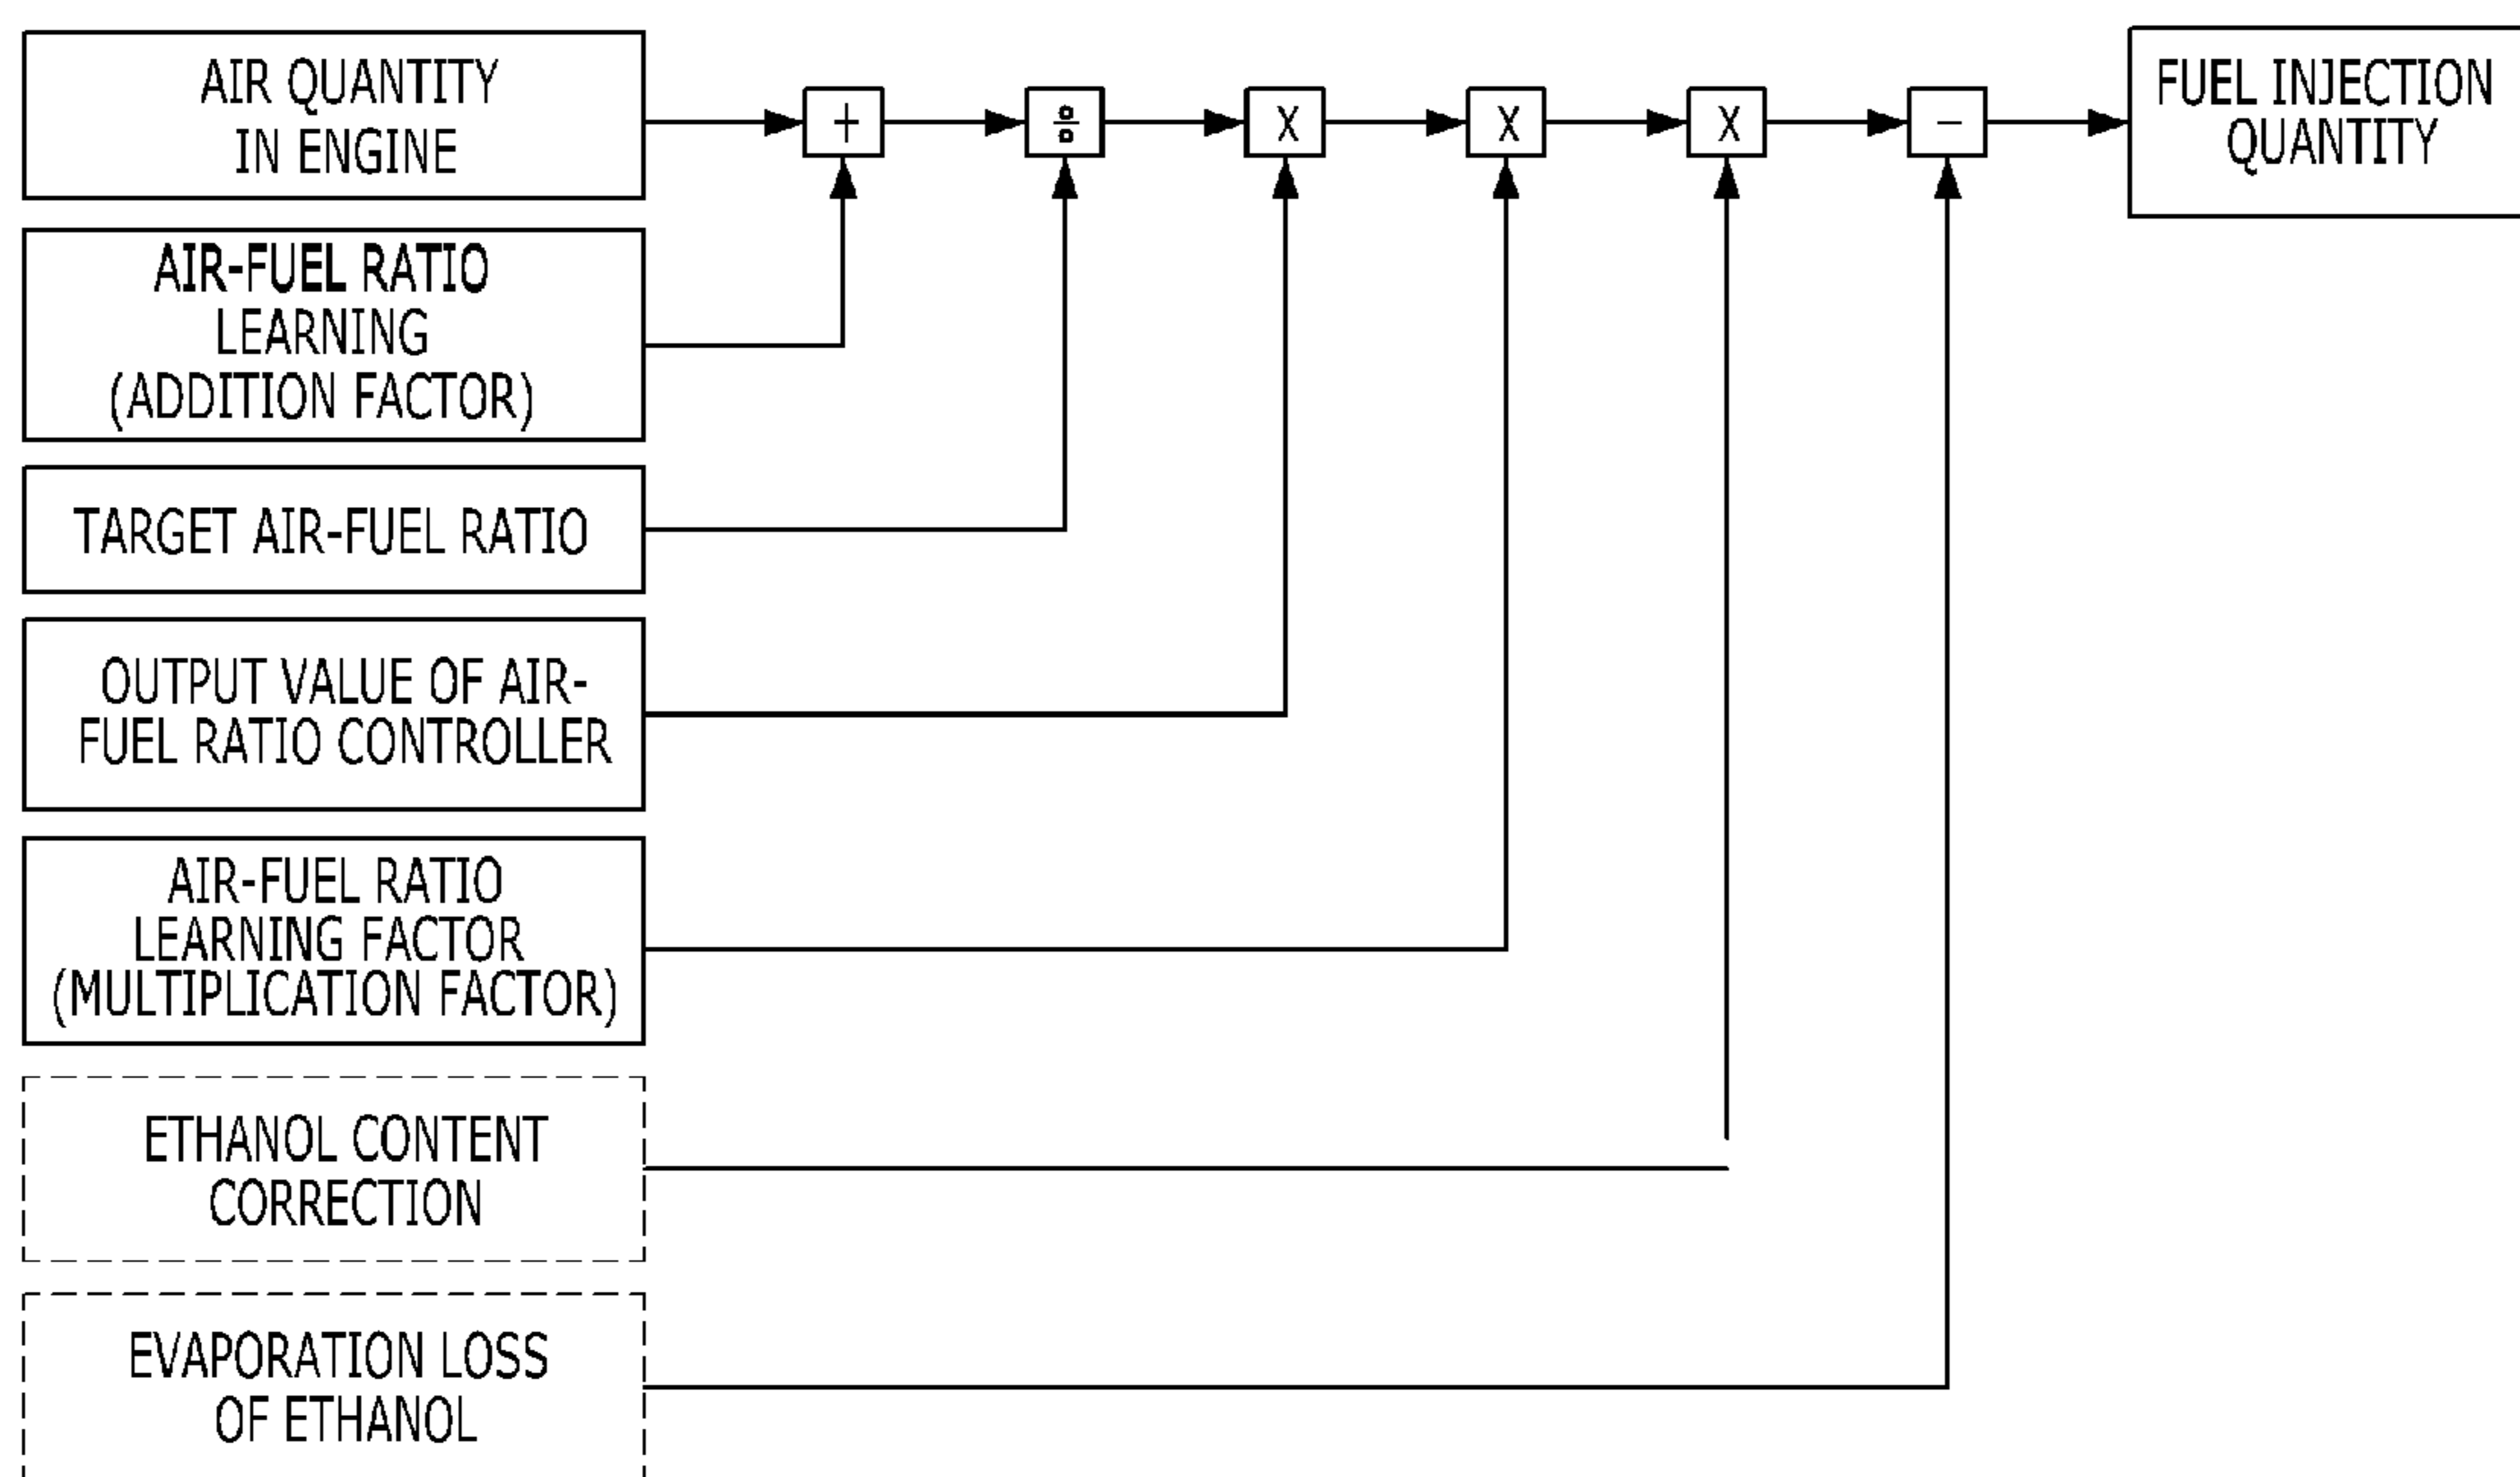 AIR QUANTITY
IN ENGINE
+
÷
X
X
X
−
FUEL INJECTION
QUANTITY
AIR-FUEL RATIO
LEARNING
(ADDITION FACTOR)
TARGET AIR-FUEL RATIO
OUTPUT VALUE OF AIR-
FUEL RATIO CONTROLLER
AIR-FUEL RATIO
LEARNING FACTOR
(MULTIPLICATION FACTOR)
ETHANOL CONTENT
CORRECTION
EVAPORATION LOSS
OF ETHANOL